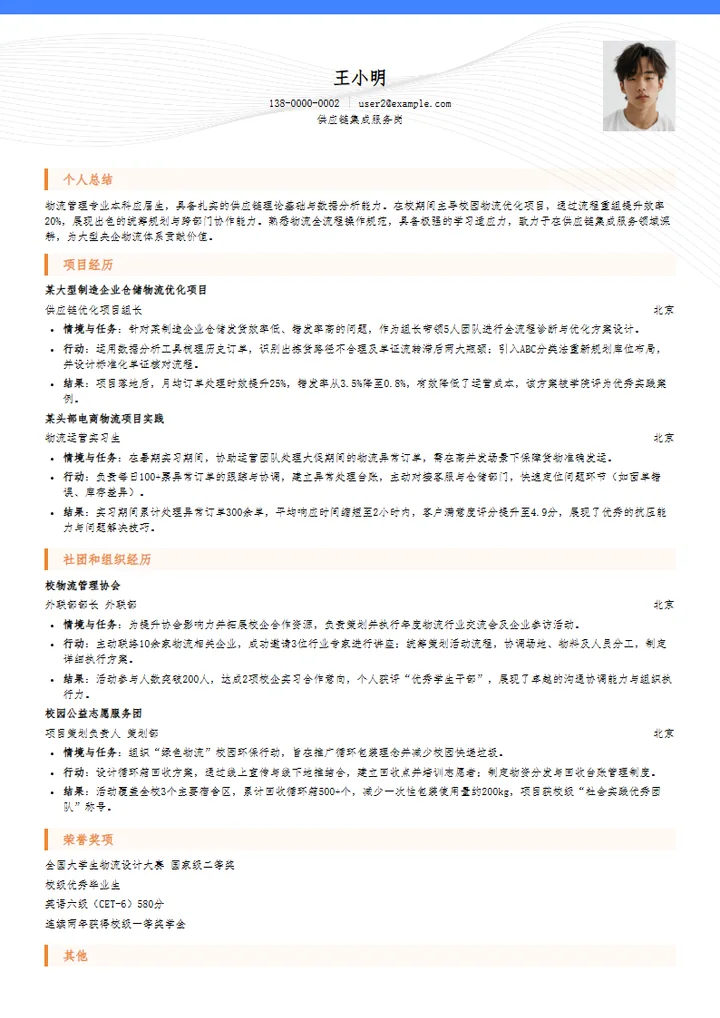 王小明
138-0000-0002 | user2@example.com
供应链集成服务岗
个人总结
物流管理专业本科应届生，具备扎实的供应链理论基础与数据分析能力。在校期间主导校园物流优化项目，通过流程重组提升效率
20%，展现出色的统筹规划与跨部门协作能力。熟悉物流全流程操作规范，具备极强的学习适应力，致力于在供应链集成服务领域深
耕，为大型央企物流体系贡献价值。
项目经历
某大型制造企业仓储物流优化项目
供应链优化项目组长 北京
• 情境与任务：针对某制造企业仓储发货效率低、错发率高的问题，作为组长带领5人团队进行全流程诊断与优化方案设计。
• 行动：运用数据分析工具梳理历史订单，识别出拣货路径不合理及单证流转滞后两大瓶颈；引入ABC分类法重新规划库位布局，
并设计标准化单证核对流程。
• 结果：项目落地后，月均订单处理时效提升25%，错发率从3.5%降至0.8%，有效降低了运营成本，该方案被学院评为优秀实践案
例。
某头部电商物流项目实践
物流运营实习生 北京
• 情境与任务：在暑期实习期间，协助运营团队处理大促期间的物流异常订单，需在高并发场景下保障货物准确发运。
• 行动：负责每日100+票异常订单的跟踪与协调，建立异常处理台账，主动对接客服与仓储部门，快速定位问题环节（如面单错
误、库存差异）。
• 结果：实习期间累计处理异常订单300余单，平均响应时间缩短至2小时内，客户满意度评分提升至4.9分，展现了优秀的抗压能
力与问题解决技巧。
社团和组织经历
校物流管理协会
外联部部长 外联部 北京
• 情境与任务：为提升协会影响力并拓展校企合作资源，负责策划并执行年度物流行业交流会及企业参访活动。
• 行动：主动联络10余家物流相关企业，成功邀请3位行业专家进行讲座；统筹策划活动流程，协调场地、物料及人员分工，制定
详细执行方案。
• 结果：活动参与人数突破200人，达成2项校企实习合作意向，个人获评“优秀学生干部”，展现了卓越的沟通协调能力与组织执
行力。
校园公益志愿服务团
项目策划负责人 策划部 北京
• 情境与任务：组织“绿色物流”校园环保行动，旨在推广循环包装理念并减少校园快递垃圾。
• 行动：设计循环箱回收方案，通过线上宣传与线下地推结合，建立回收点并培训志愿者；制定物资分发与回收台账管理制度。
• 结果：活动覆盖全校3个主要宿舍区，累计回收循环箱500+个，减少一次性包装使用量约200kg，项目获校级“社会实践优秀团
队”称号。
荣誉奖项
全国大学生物流设计大赛 国家级二等奖
校级优秀毕业生
英语六级（CET-6）580分
连续两年获得校级一等奖学金
其他